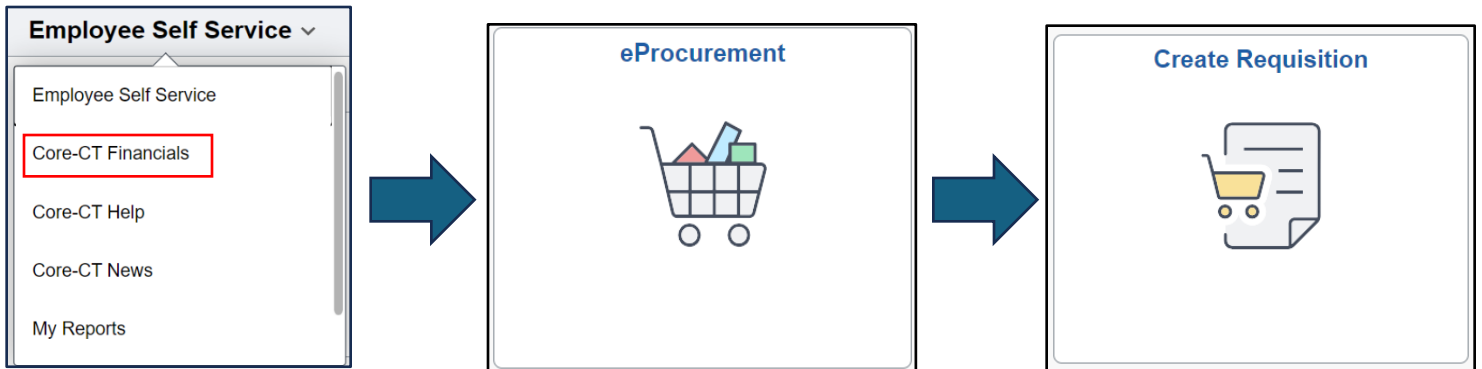 Employee Self Service
Employee Self Service
Core-CT Financials
Core-CT Help
Core-CT News
My Reports
eProcurement
Create Requisition